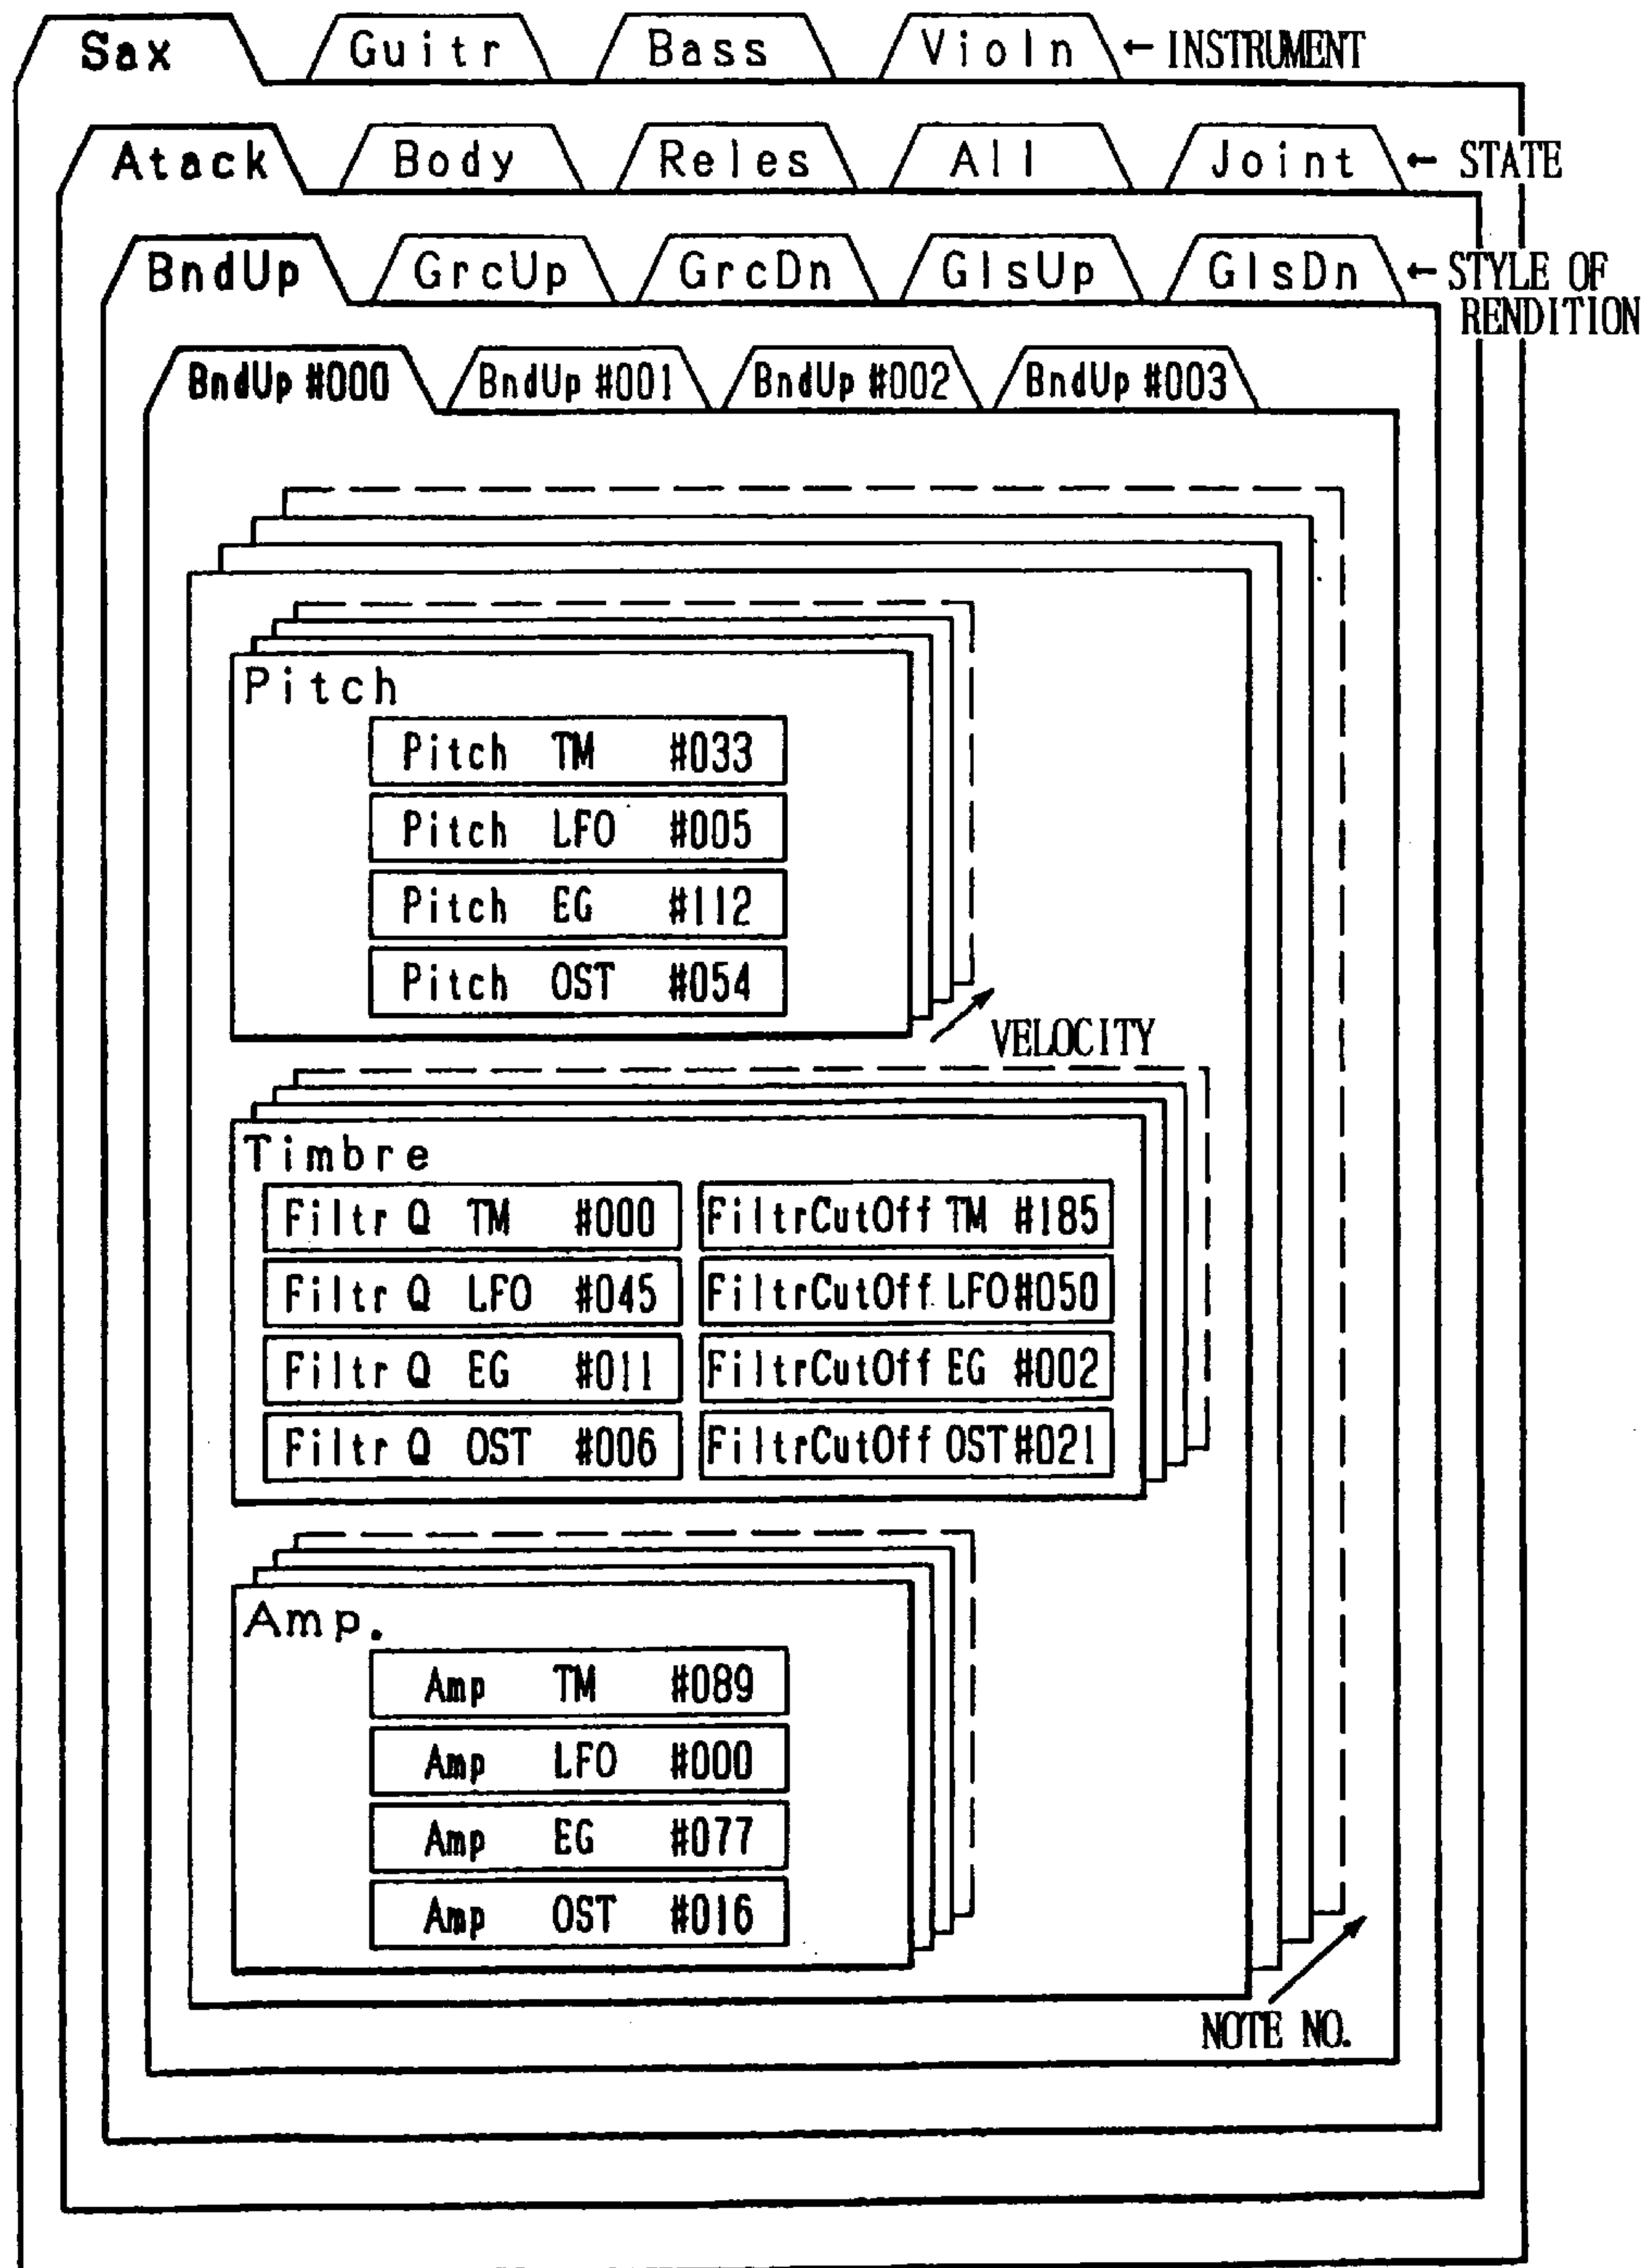 Sax Guitr Bass Violn ← INSTRUMENT
Atack Body Reles All Joint ← STATE
BndUp GrcUp GrcDn GlsUp GlsDn ← STYLE OF
RENDITION
BndUp #000 BndUp #001 BndUp #002 BndUp #003
Pitch
Pitch TM #033
Pitch LFO #005
Pitch EG #112
Pitch OST #054
VELOCITY
Timbre
Filtr Q TM #000 FiltrCutOff TM #185
Filtr Q LFO #045 FiltrCutOff LFO #050
Filtr Q EG #011 FiltrCutOff EG #002
Filtr Q OST #006 FiltrCutOff OST #021
Amp.
Amp TM #089
Amp LFO #000
Amp EG #077
Amp OST #016
NOTE NO.